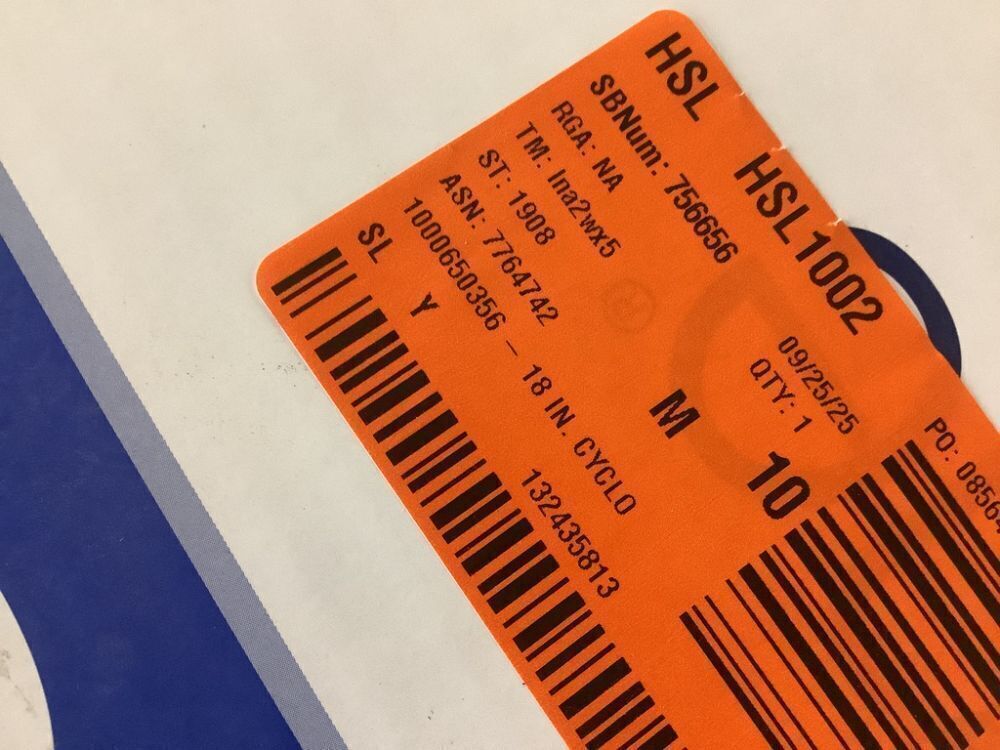 HSL HSL1002
SBNum: 756656 09/25/25 PO:
RGA: NA QTY: 1
TM: lna2wx5
ST: 1908 M 10
ASN: 7764742
1000650356 - 18 IN. CYCLO
SL Y 132435813